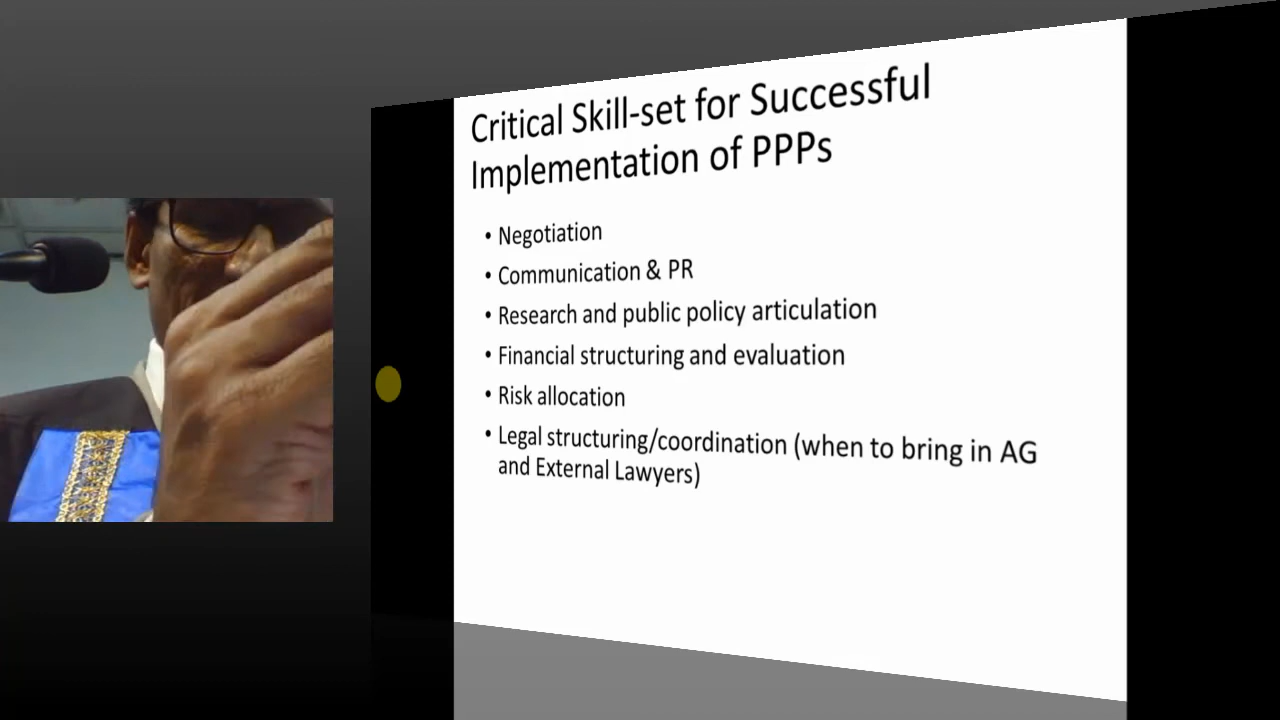 Critical Skill-set for Successful
Implementation of PPPs
• Negotiation
• Communication & PR
• Research and public policy articulation
• Financial structuring and evaluation
• Risk allocation
• Legal structuring/coordination (when to bring in AG
and External Lawyers)